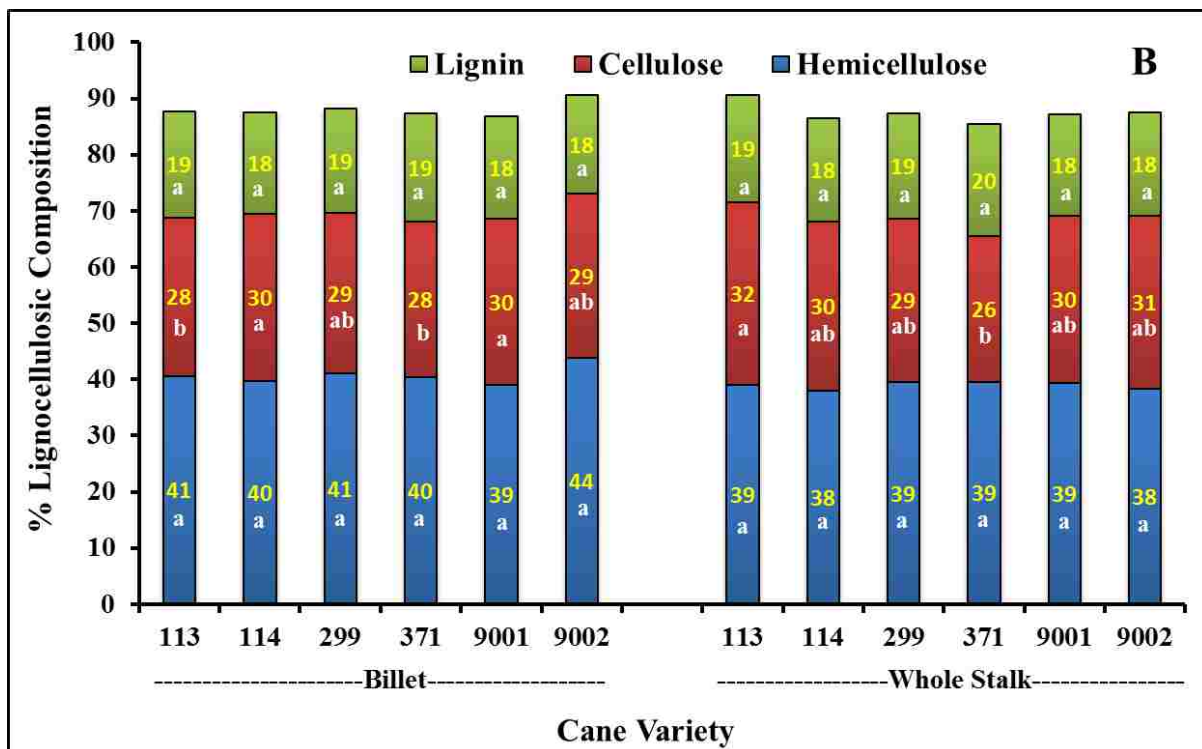 100
90
80
70
60
50
40
30
20
10
0
% Lignocellulosic Composition
Lignin Cellulose Hemicellulose
B
19 18 19 19 18 18 19 18 19 20 18 18
a a a a a a a a a a a a
28 30 29 28 30 29 32 30 29 26 30 31
b a ab b a ab a ab ab b ab ab
41 40 41 40 39 44 39 38 39 39 39 38
a a a a a a a a a a a a
113 114 299 371 9001 9002 113 114 299 371 9001 9002
----------------------Billet------------------- ------------------Whole Stalk----------------
Cane Variety